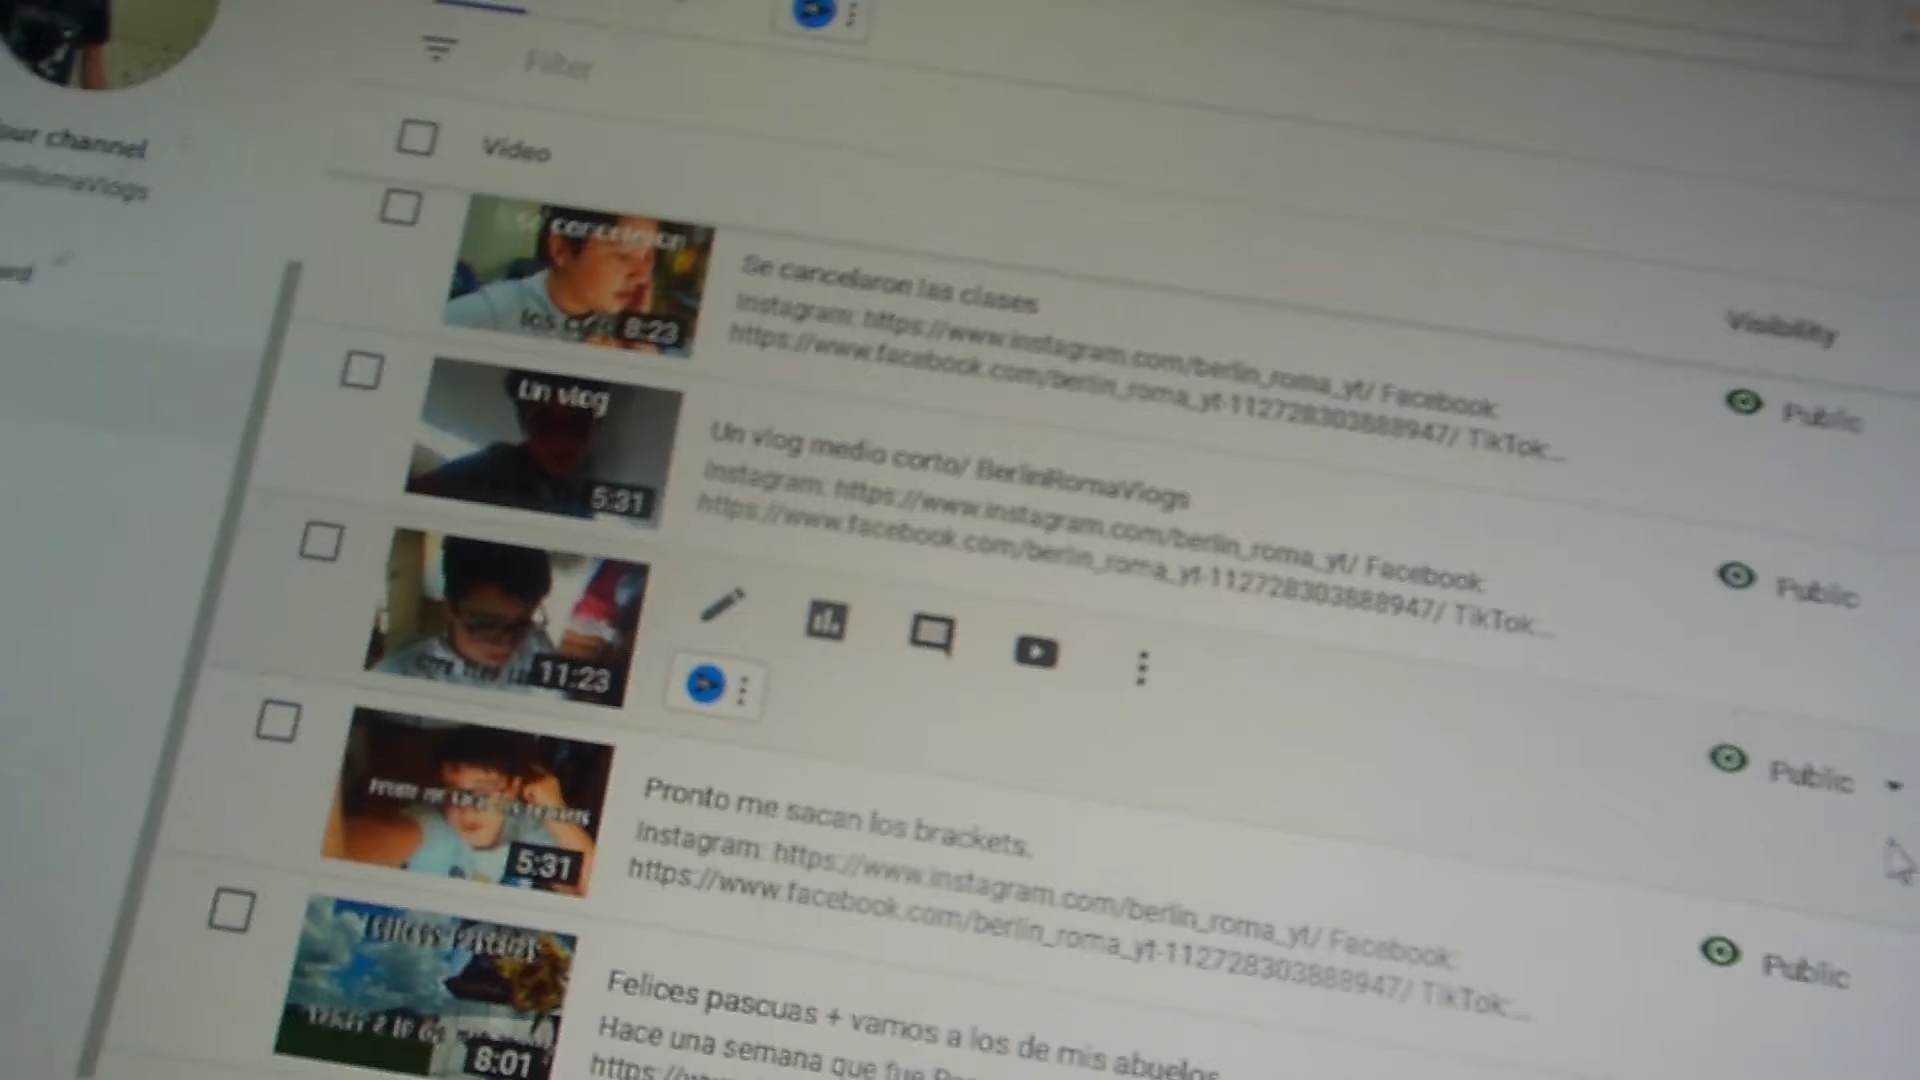 Filter
our channel
BerlinRomaVlogs
Video
Visibility
cancelaron
los
8:23
Se cancelaron las clases
Instagram: https://www.instagram.com/berlin_roma_yt/ Facebook:
https://www.facebook.com/berlin_roma_yt-112728303888947/ TikTok:...
Public
Un vlog
5:31
Un vlog medio corto/ BerlinRomaVlogs
Instagram: https://www.instagram.com/berlin_roma_yt/ Facebook:
https://www.facebook.com/berlin_roma_yt-112728303888947/ TikTok:...
Public
11:23
Public
5:31
Pronto me sacan los brackets.
Instagram: https://www.instagram.com/berlin_roma_yt/ Facebook:
https://www.facebook.com/berlin_roma_yt-112728303888947/ TikTok:...
Public
Felices Pascuas
8:01
Felices pascuas + vamos a los de mis abuelos
Hace una semana que fue